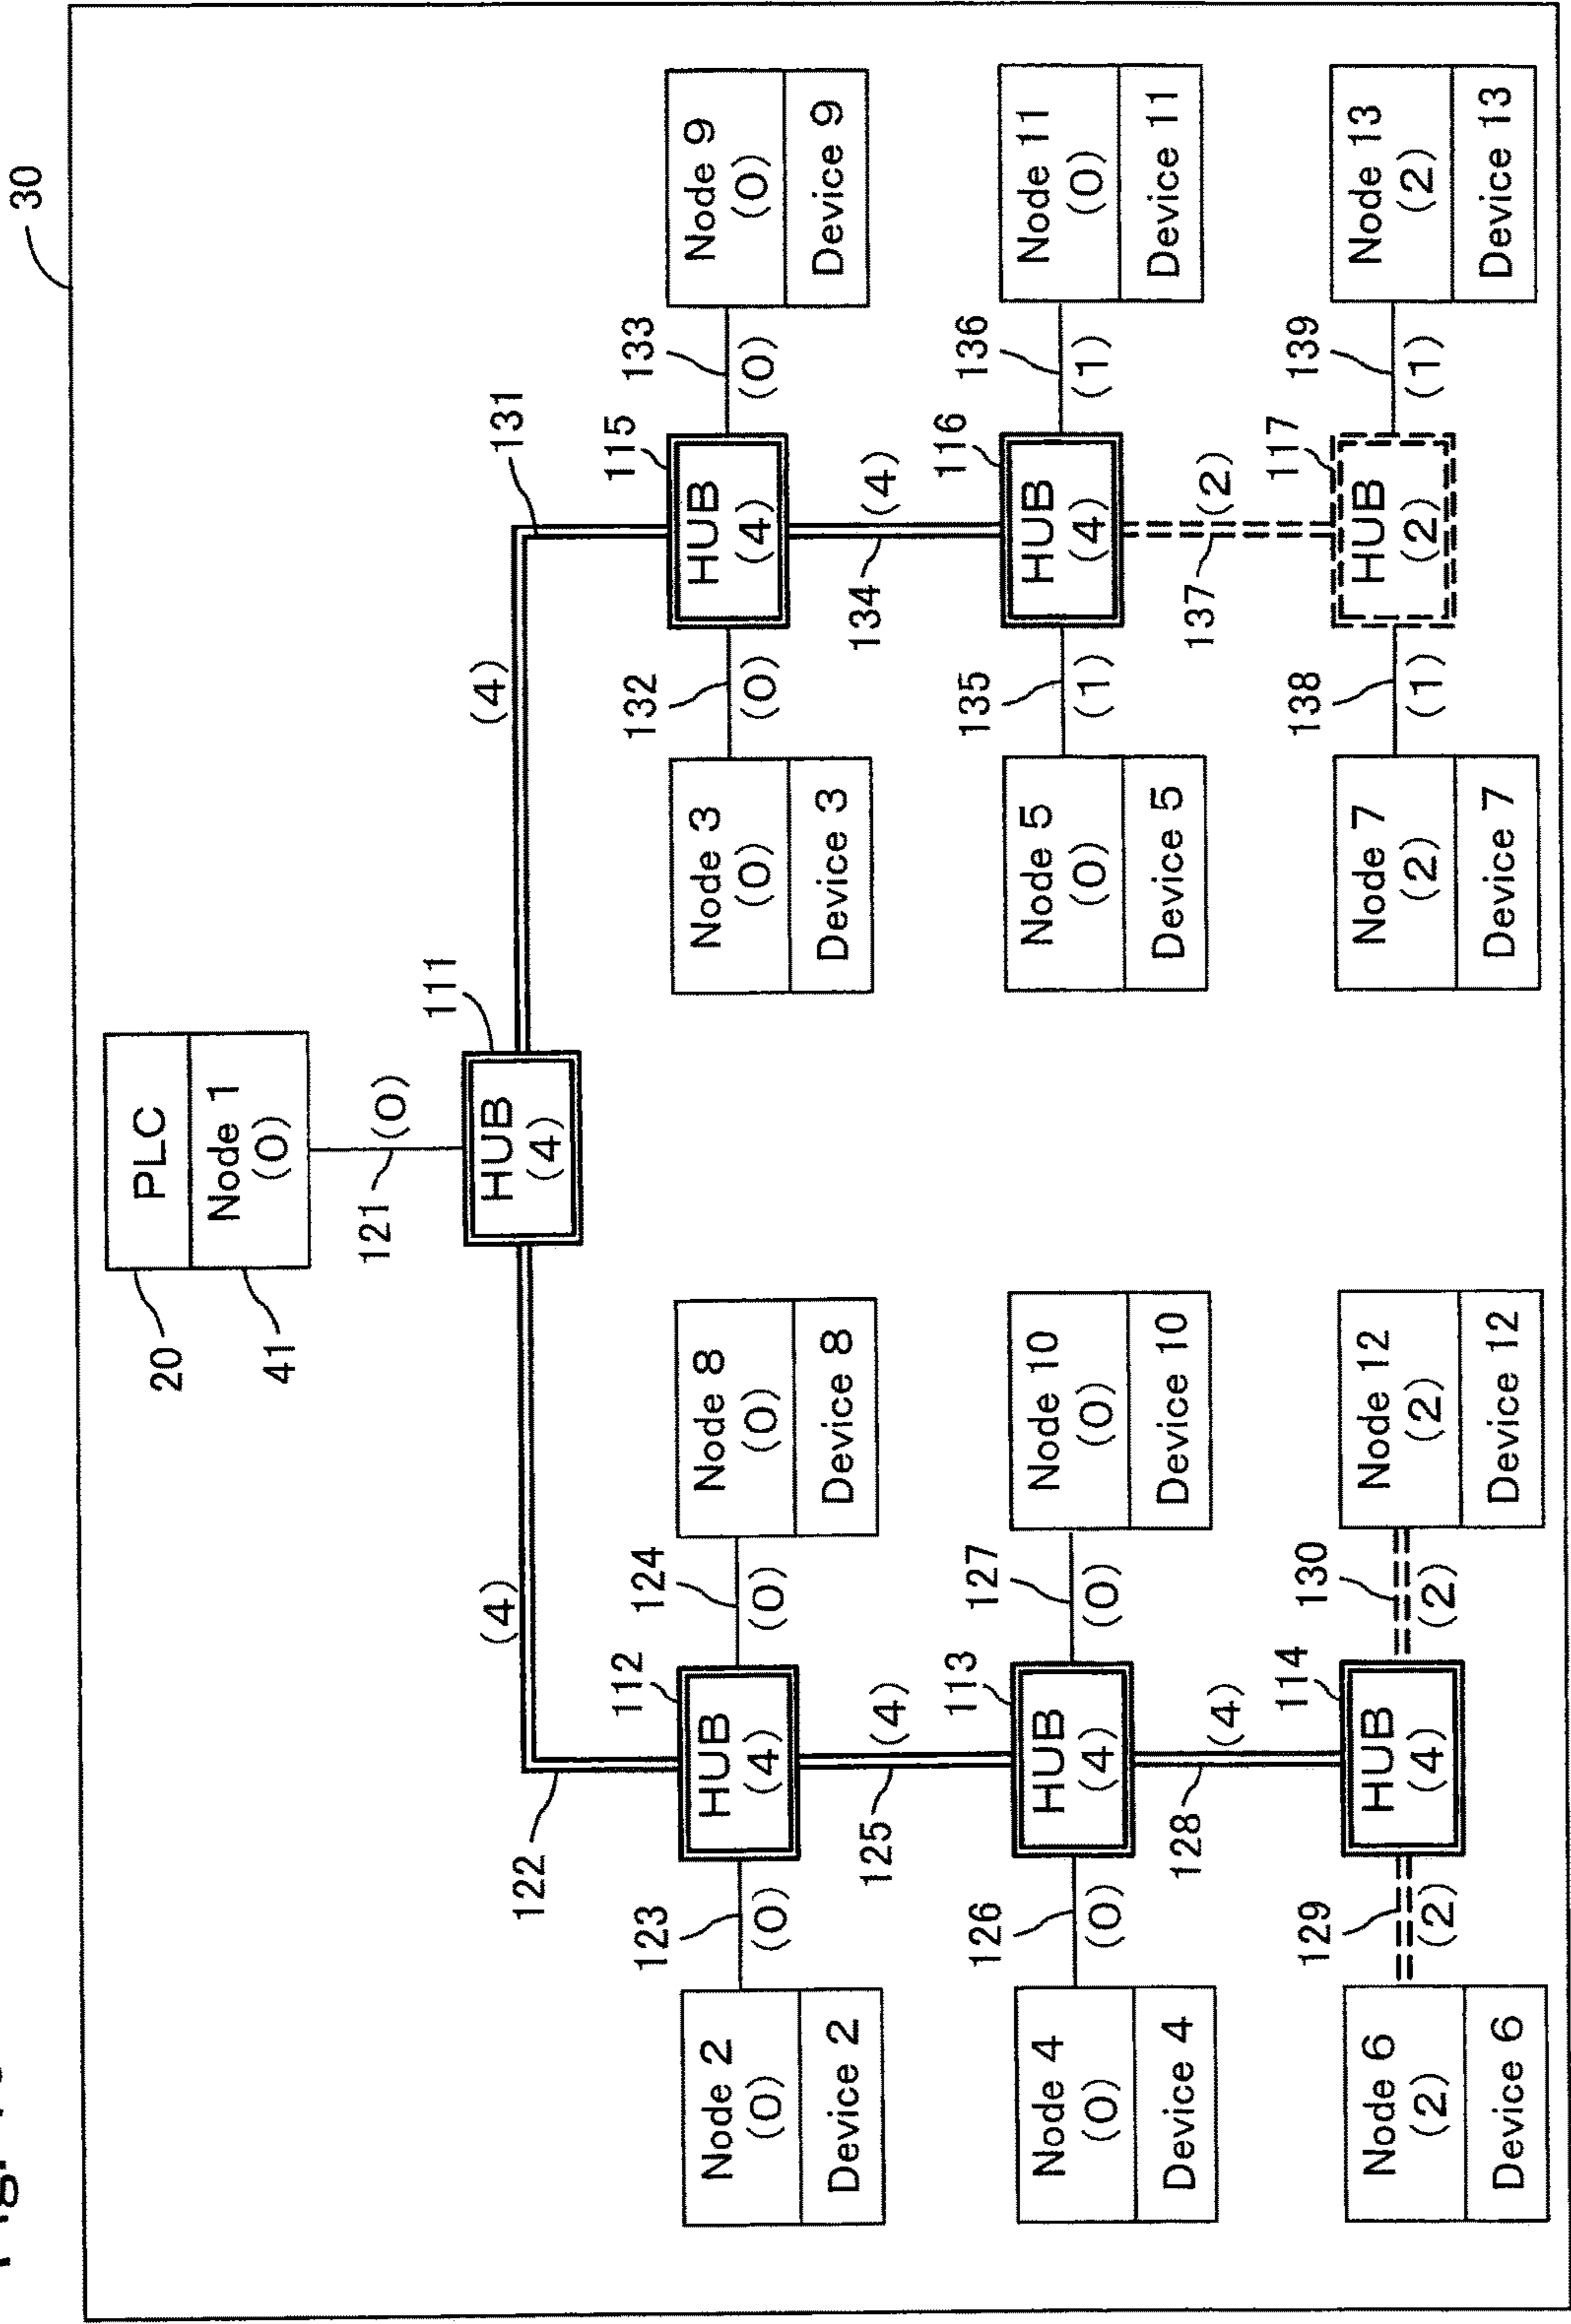 30
PLC
Node 1
(0)
20
41
121
(0)
111
HUB
(4)
(4)
(4)
122
131
112
HUB
(4)
123
(0)
124
(0)
Node 2
(0)
Device 2
Node 8
(0)
Device 8
115
HUB
(4)
132
(0)
133
(0)
Node 3
(0)
Device 3
Node 9
(0)
Device 9
125
(4)
134
(4)
113
HUB
(4)
126
(0)
127
(0)
Node 4
(0)
Device 4
Node 10
(0)
Device 10
116
HUB
(4)
135
(1)
136
(1)
Node 5
(0)
Device 5
Node 11
(0)
Device 11
128
(4)
137
(2)
114
HUB
(4)
129
(2)
130
(2)
Node 6
(2)
Device 6
Node 12
(2)
Device 12
117
HUB
(2)
138
(1)
139
(1)
Node 7
(2)
Device 7
Node 13
(2)
Device 13